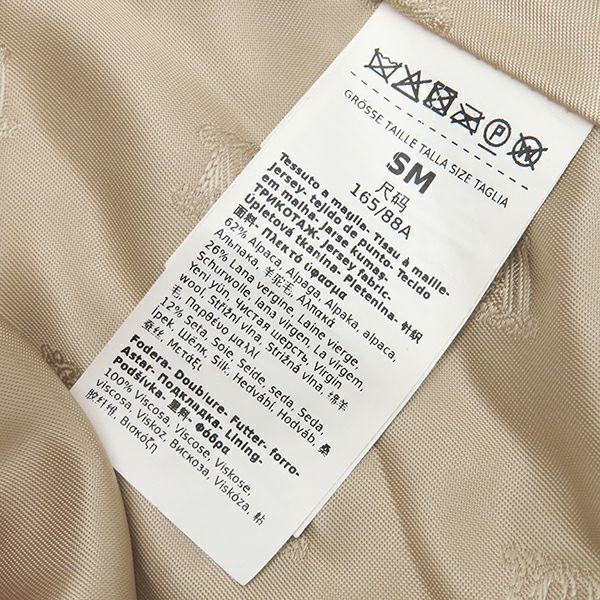 GRÖSSE TAILLE TALLA SIZE TAGLIA
SM
尺码
165/88A
Tessuto a maglia- Tissu à maille-
Jersey- tejido de punto- Tecido
em malha- Jarse kumas-
ТРИКОТАЖ- Jersey fabric-
Úpletová tkanina- Pletenina- 针织
面料- Πλεκτό ύφασμα
62% Alpaca, Alpaga, Alpaka, alpaca,
Альпака, 羊驼毛, Αλπακά
26% Lana vergine, Laine vierge,
Schurwolle, lana virgen, La virgem,
Yeni yün, Чистая шерсть, Virgin
wool, Střižní vlna, Strižná vlna, 绵羊
毛, Παρθένο μαλλί
12% Seta, Soie, Seide, seda, Seda,
İpek, Шёлк, Silk, Hedvábí, Hodváb, 桑
蚕丝, Μετάξι
Fodera- Doublure- Futter- forro-
Astar- Подкладка- Lining-
Podšívka- 里料- Φόδρα
100% Viscosa, Viscose, Viskose,
viscosa, Viskoz, Вискоза, Viskóza, 粘
胶纤维, Βισκόζη